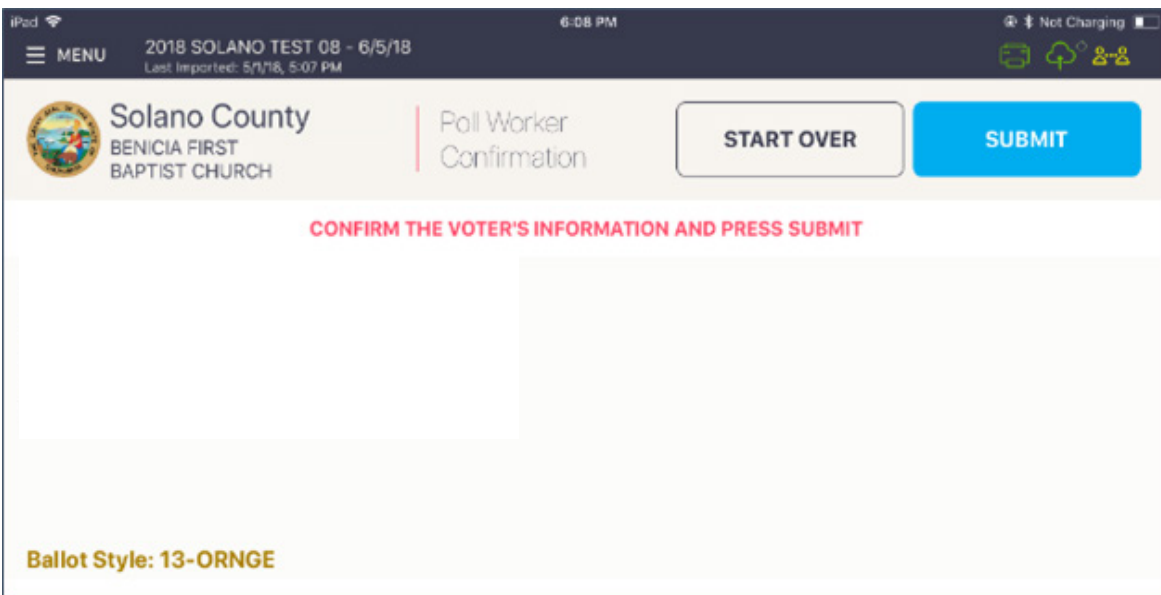 iPad
6:08 PM
Not Charging
MENU
2018 SOLANO TEST 08 - 6/5/18
Last Imported: 5/1/18, 5:07 PM
Solano County
BENICIA FIRST
BAPTIST CHURCH
Poll Worker
Confirmation
START OVER
SUBMIT
CONFIRM THE VOTER'S INFORMATION AND PRESS SUBMIT
Ballot Style: 13-ORNGE